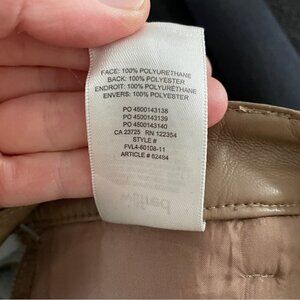 FACE: 100% POLYURETHANE
BACK: 100% POLYESTER
ENDROIT: 100% POLYURÉTHANE
ENVERS: 100% POLYESTER
PO 4500143138
PO 4500143139
PO 4500143140
CA 23725 RN 122354
STYLE #
FVL4-60108-11
ARTICLE # 62484
wilfred